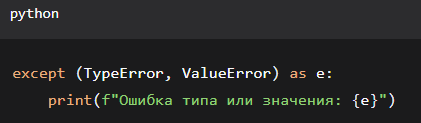 python
except (TypeError, ValueError) as e:
    print(f"Ошибка типа или значения: {e}")